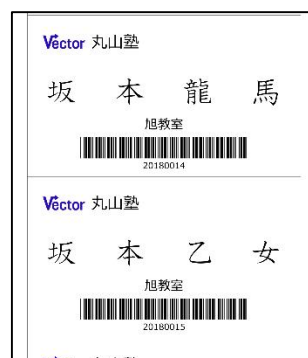 Vector 丸山塾
坂 本 龍 馬
旭教室
20180014
Vector 丸山塾
坂 本 乙 女
旭教室
20180015